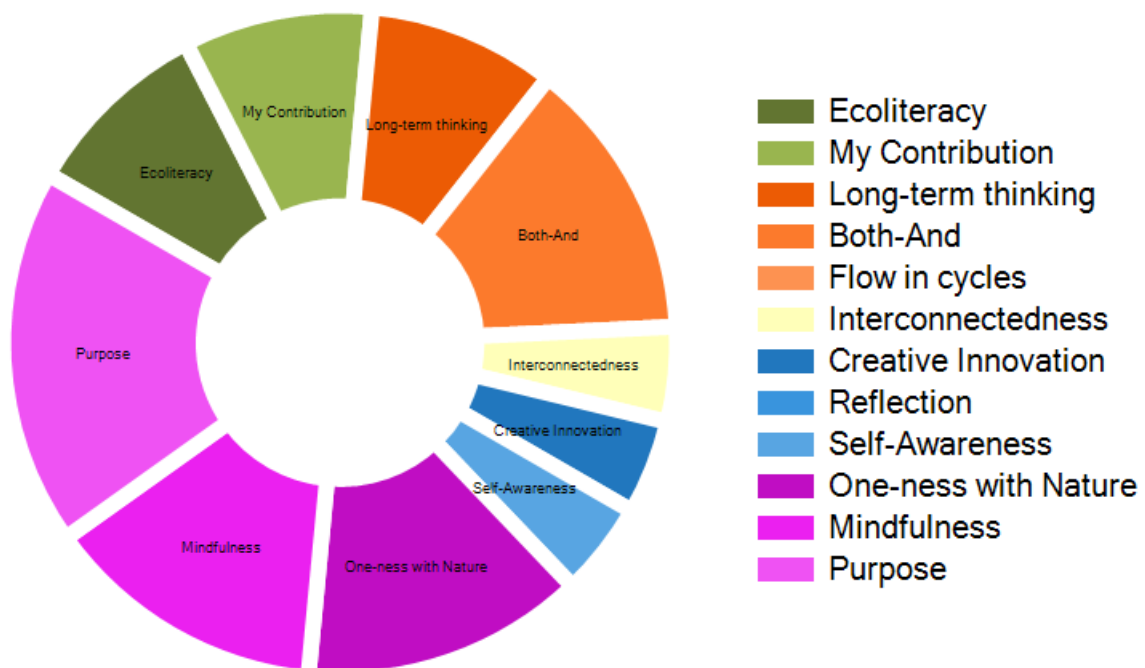 My Contribution
Long-term thinking
Ecoliteracy
Both-And
Purpose
Interconnectedness
Creative Innovation
Self-Awareness
Mindfulness
One-ness with Nature
Ecoliteracy
My Contribution
Long-term thinking
Both-And
Flow in cycles
Interconnectedness
Creative Innovation
Reflection
Self-Awareness
One-ness with Nature
Mindfulness
Purpose